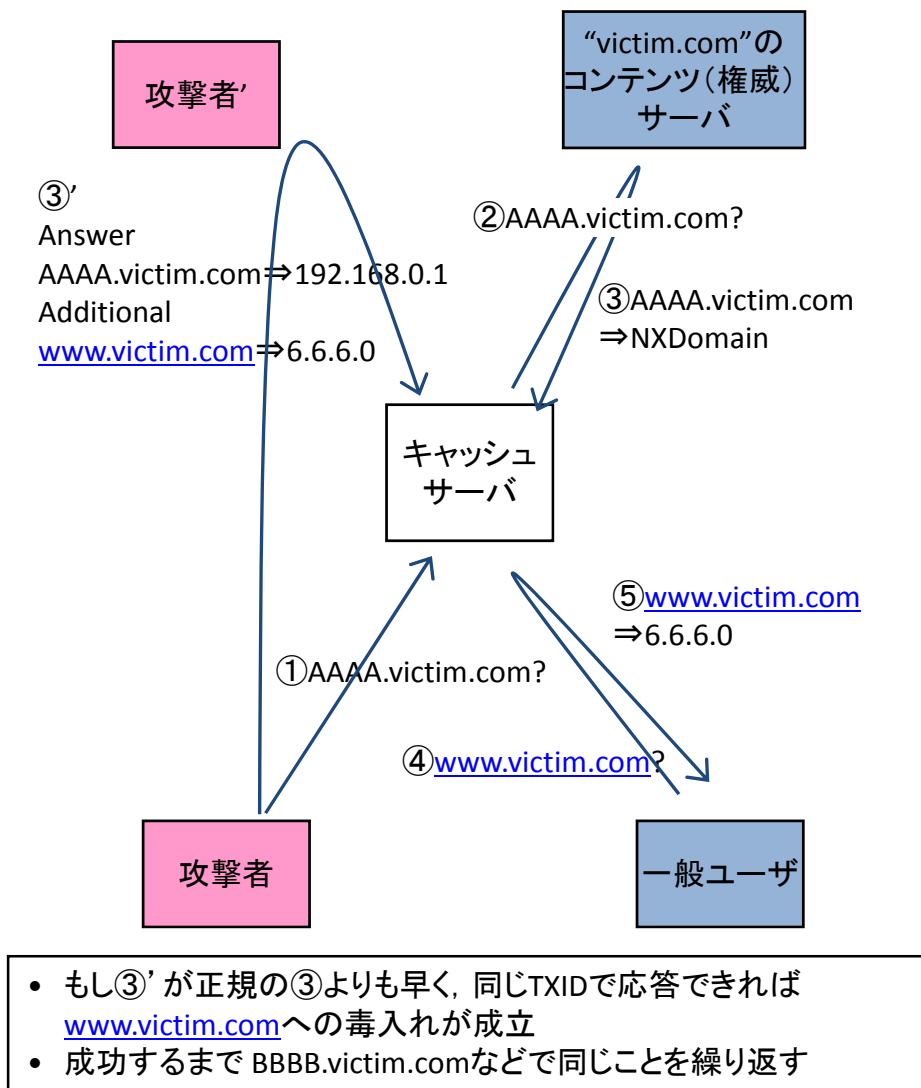 攻撃者’
“victim.com”の
コンテンツ(権威)
サーバ
③’
Answer
AAAA.victim.com⇒192.168.0.1
Additional
www.victim.com⇒6.6.6.0
②AAAA.victim.com?
③AAAA.victim.com
⇒NXDomain
キャッシュ
サーバ
⑤www.victim.com
⇒6.6.6.0
①AAAA.victim.com?
④www.victim.com?
攻撃者
一般ユーザ
• もし③’ が正規の③よりも早く, 同じTXIDで応答できれば
www.victim.comへの毒入れが成立
• 成功するまで BBBB.victim.comなどで同じことを繰り返す